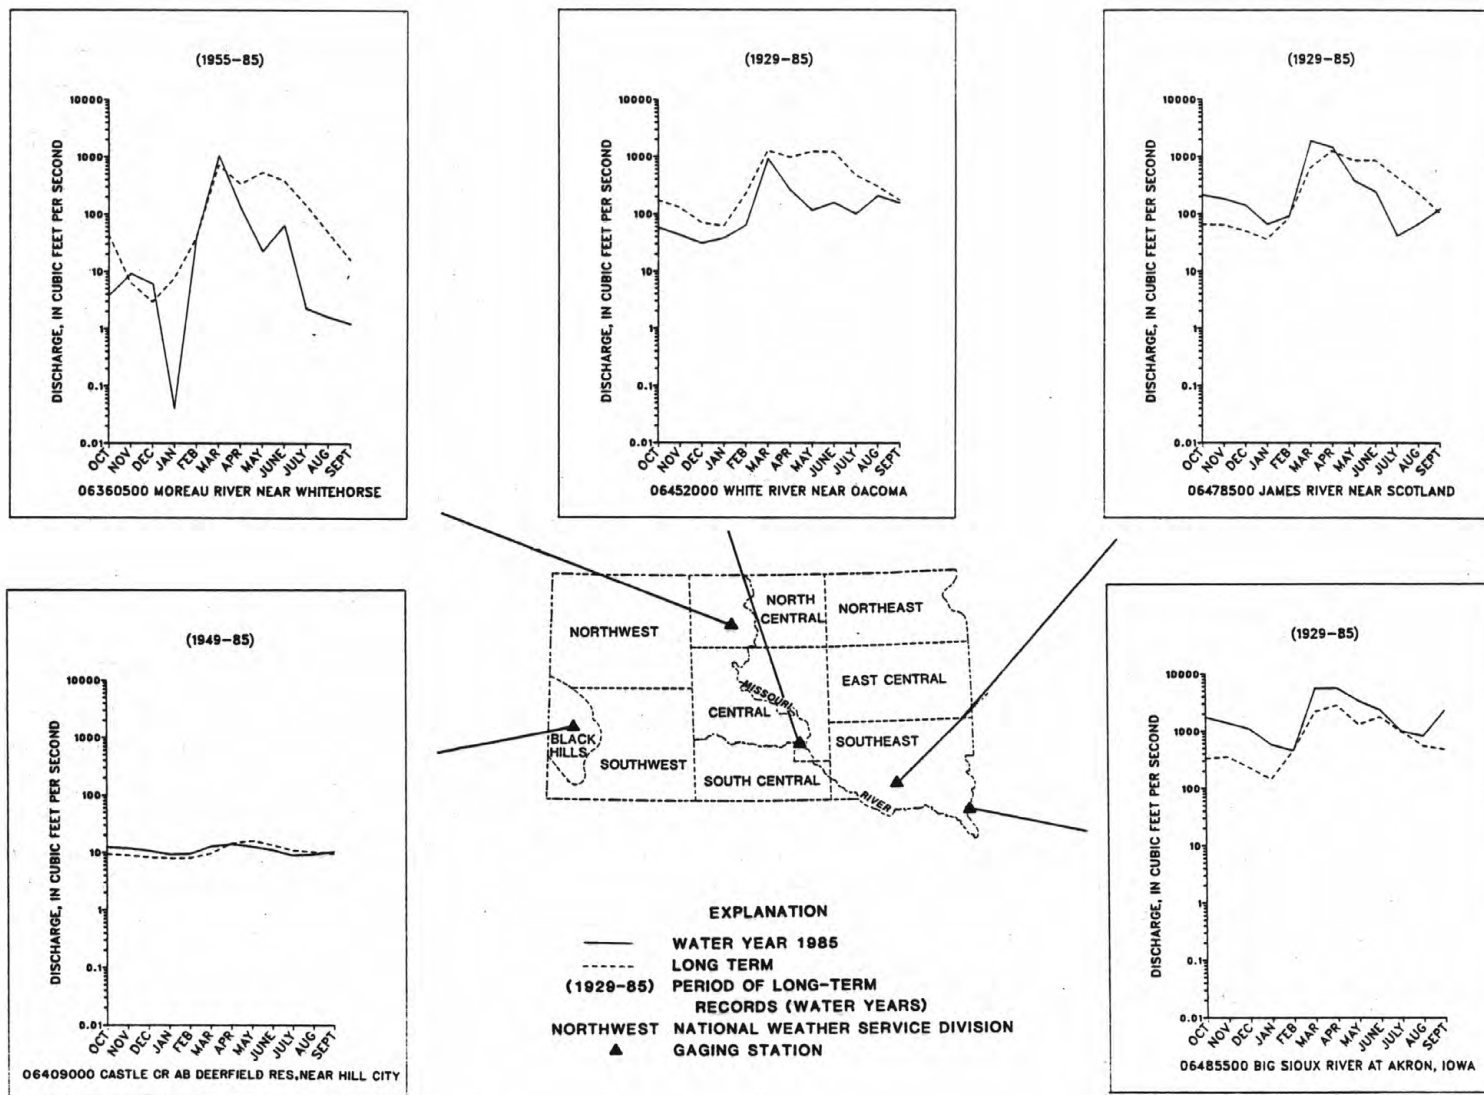 (1955-85)
DISCHARGE, IN CUBIC FEET PER SECOND
10000
1000
100
10
1
0.1
0.01
OCT
NOV
DEC
JAN
FEB
MAR
APR
MAY
JUNE
JULY
AUG
SEPT
06360500 MOREAU RIVER NEAR WHITEHORSE
(1929-85)
DISCHARGE, IN CUBIC FEET PER SECOND
10000
1000
100
10
1
0.1
0.01
OCT
NOV
DEC
JAN
FEB
MAR
APR
MAY
JUNE
JULY
AUG
SEPT
06452000 WHITE RIVER NEAR OACOMA
(1929-85)
DISCHARGE, IN CUBIC FEET PER SECOND
10000
1000
100
10
1
0.1
0.01
OCT
NOV
DEC
JAN
FEB
MAR
APR
MAY
JUNE
JULY
AUG
SEPT
06478500 JAMES RIVER NEAR SCOTLAND
(1949-85)
DISCHARGE, IN CUBIC FEET PER SECOND
10000
1000
100
10
1
0.1
0.01
OCT
NOV
DEC
JAN
FEB
MAR
APR
MAY
JUNE
JULY
AUG
SEPT
06409000 CASTLE CR AB DEERFIELD RES,NEAR HILL CITY
NORTHWEST
NORTH
CENTRAL
NORTHEAST
EAST CENTRAL
MISSOURI
CENTRAL
BLACK
HILLS
SOUTHWEST
SOUTHEAST
SOUTH CENTRAL
RIVER
EXPLANATION
WATER YEAR 1985
LONG TERM
(1929-85) PERIOD OF LONG-TERM
RECORDS (WATER YEARS)
NORTHWEST NATIONAL WEATHER SERVICE DIVISION
GAGING STATION
(1929-85)
DISCHARGE, IN CUBIC FEET PER SECOND
10000
1000
100
10
1
0.1
0.01
OCT
NOV
DEC
JAN
FEB
MAR
APR
MAY
JUNE
JULY
AUG
SEPT
06485500 BIG SIOUX RIVER AT AKRON, IOWA